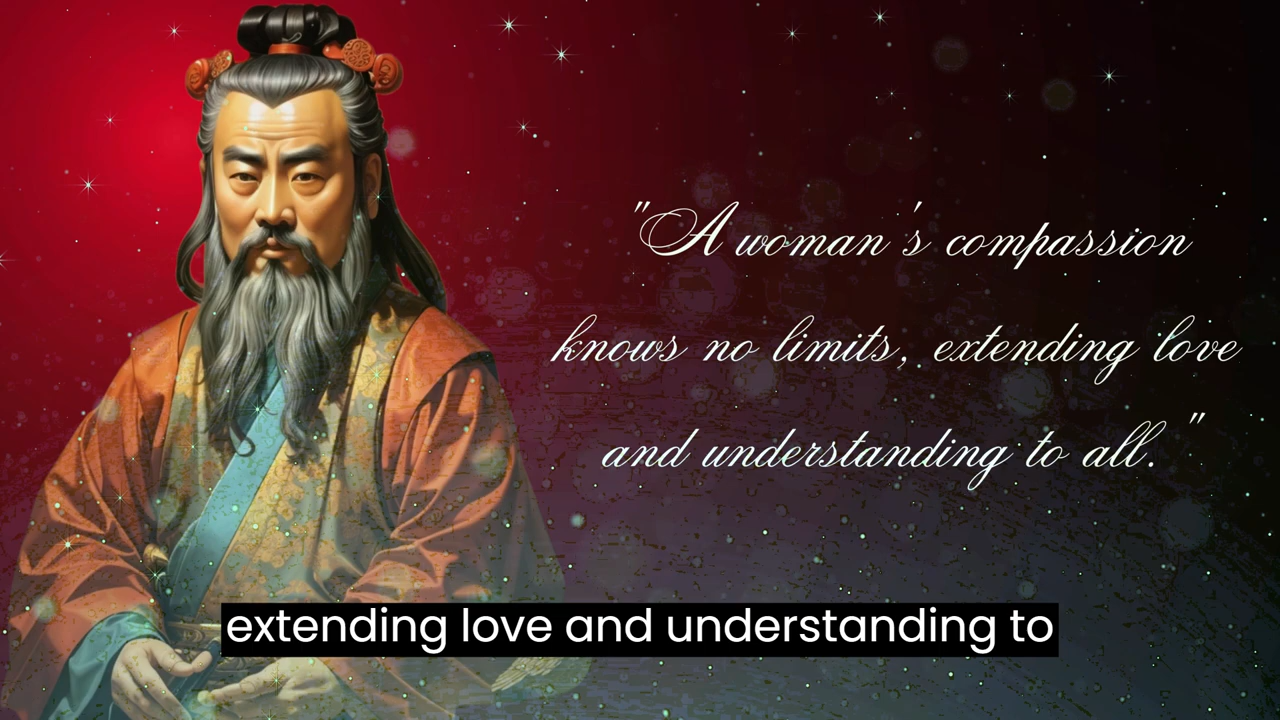 "A woman's compassion
knows no limits, extending love
and understanding to all."
extending love and understanding to